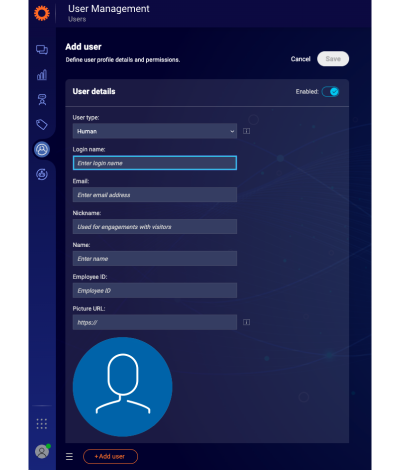 User Management
Users
Add user
Define user profile details and permissions.
Cancel
Save
User details
Enabled:
User type:
Human
Login name:
Enter login name
Email:
Enter email address
Nickname:
Used for engagements with visitors
Name:
Enter name
Employee ID:
Employee ID
Picture URL:
https://
+Add user